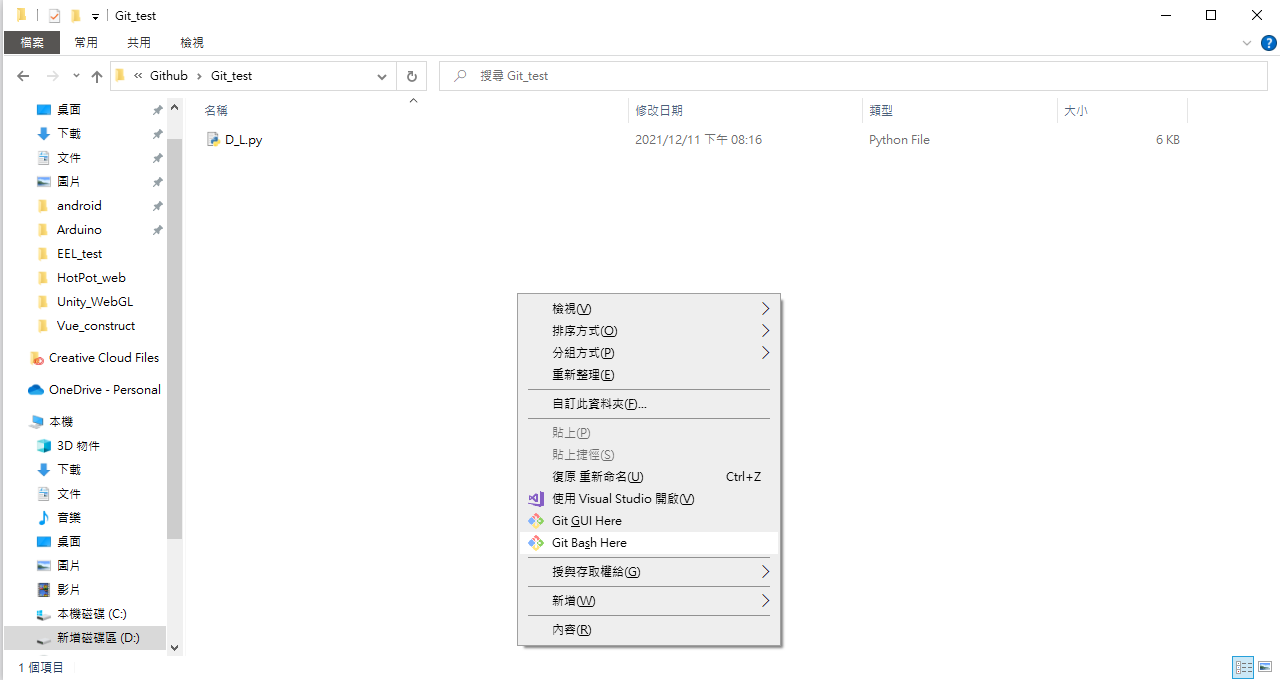 Git_test
檔案 常用 共用 檢視
Github Git_test
搜尋 Git_test
名稱 修改日期 類型 大小
D_L.py 2021/12/11 下午 08:16 Python File 6 KB
桌面
下載
文件
圖片
android
Arduino
EEL_test
HotPot_web
Unity_WebGL
Vue_construct
Creative Cloud Files
OneDrive - Personal
本機
3D 物件
下載
文件
音樂
桌面
圖片
影片
本機磁碟 (C:)
新增磁碟區 (D:)
檢視(V)
排序方式(O)
分組方式(P)
重新整理(E)
自訂此資料夾(F)...
貼上(P)
貼上捷徑(S)
復原 重新命名(U) Ctrl+Z
使用 Visual Studio 開啟(V)
Git GUI Here
Git Bash Here
授與存取權給(G)
新增(W)
內容(R)
1 個項目